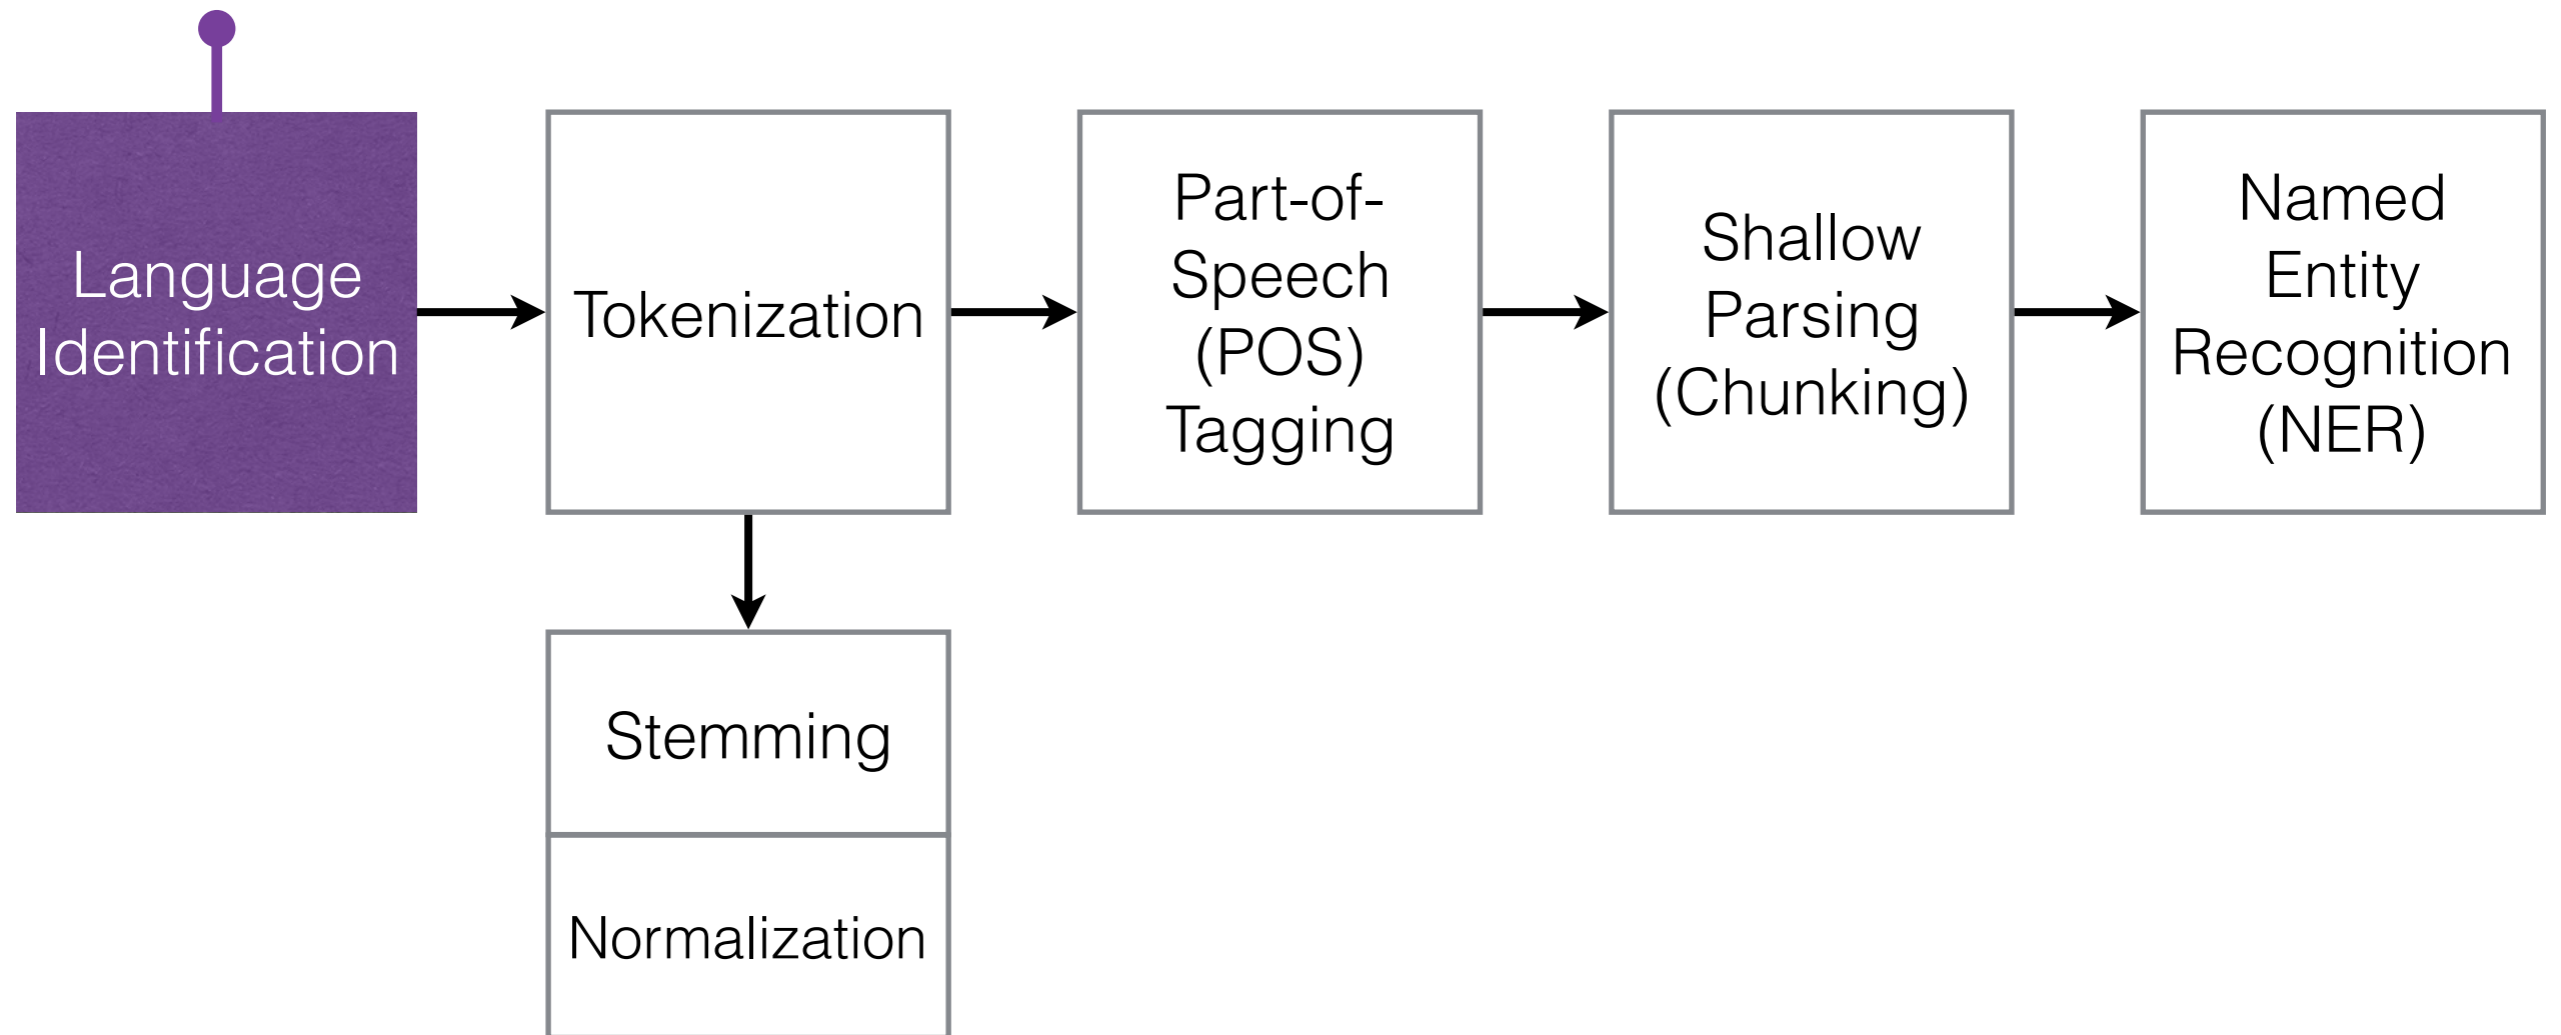 Language
Identification
Tokenization
Part-of-
Speech
(POS)
Tagging
Shallow
Parsing
(Chunking)
Named
Entity
Recognition
(NER)
Stemming
Normalization